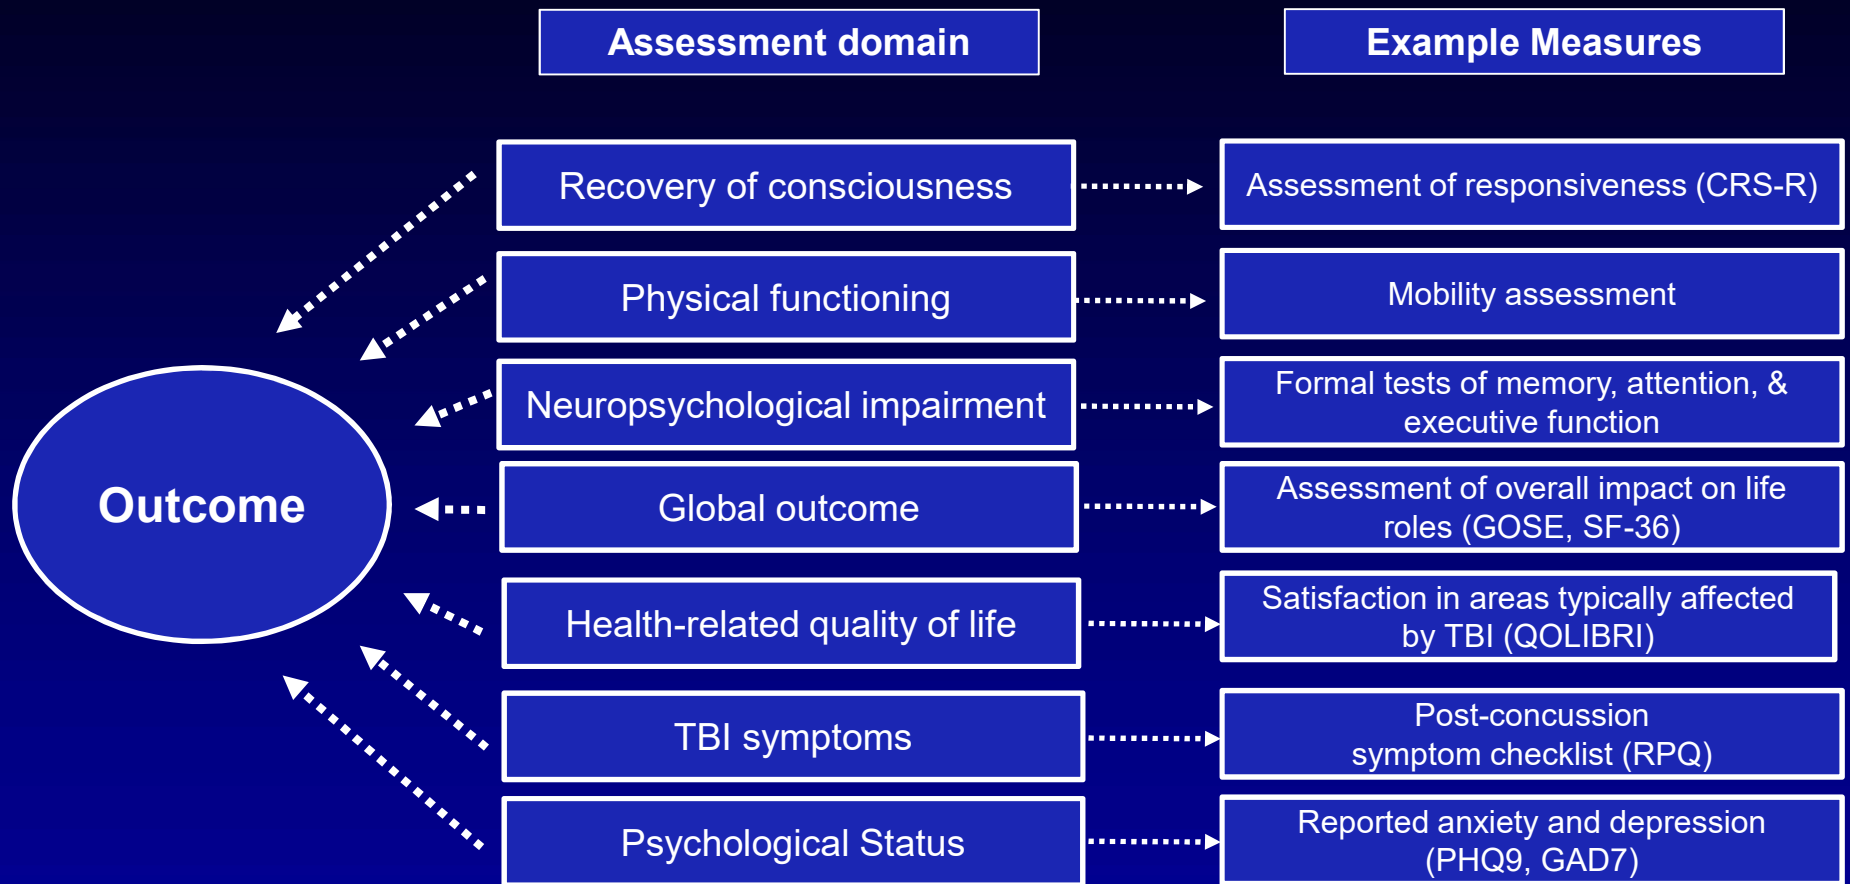 Assessment domain
Example Measures
Recovery of consciousness
Assessment of responsiveness (CRS-R)
Physical functioning
Mobility assessment
Neuropsychological impairment
Formal tests of memory, attention, &
executive function
Outcome
Global outcome
Assessment of overall impact on life
roles (GOSE, SF-36)
Health-related quality of life
Satisfaction in areas typically affected
by TBI (QOLIBRI)
TBI symptoms
Post-concussion
symptom checklist (RPQ)
Psychological Status
Reported anxiety and depression
(PHQ9, GAD7)